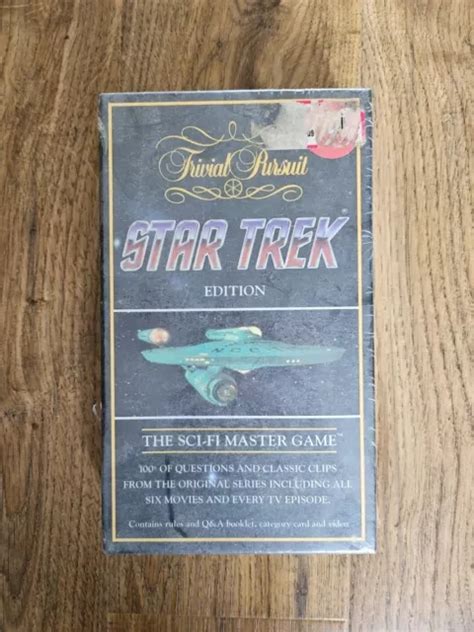 Trivial Pursuit
STAR TREK
EDITION
N.C.C
THE SCI-FI MASTER GAME™
100s OF QUESTIONS AND CLASSIC CLIPS
FROM THE ORIGINAL SERIES INCLUDING ALL
SIX MOVIES AND EVERY TV EPISODE.
Contains rules and Q&A booklet, category card and video